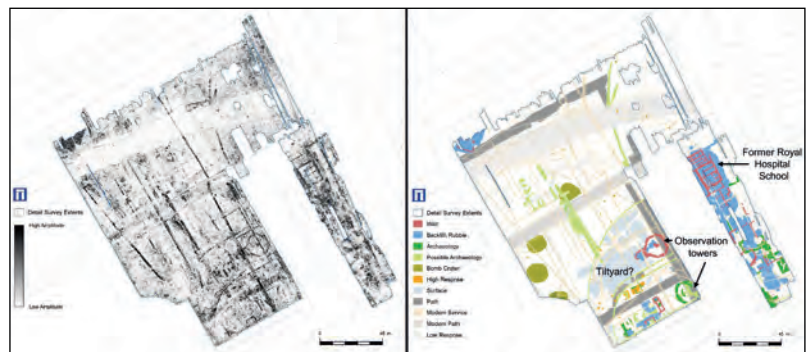 Detail Survey Extents
High Amplitude
Low Amplitude
0
45 m
Detail Survey Extents
Wall
Backfill, Rubble
Archaeology
Possible Archaeology
Bomb Crater
High Response
Surface
Path
Modern Service
Modern Path
Low Response
Former Royal
Hospital
School
Observation
towers
Tiltyard?
0
45 m